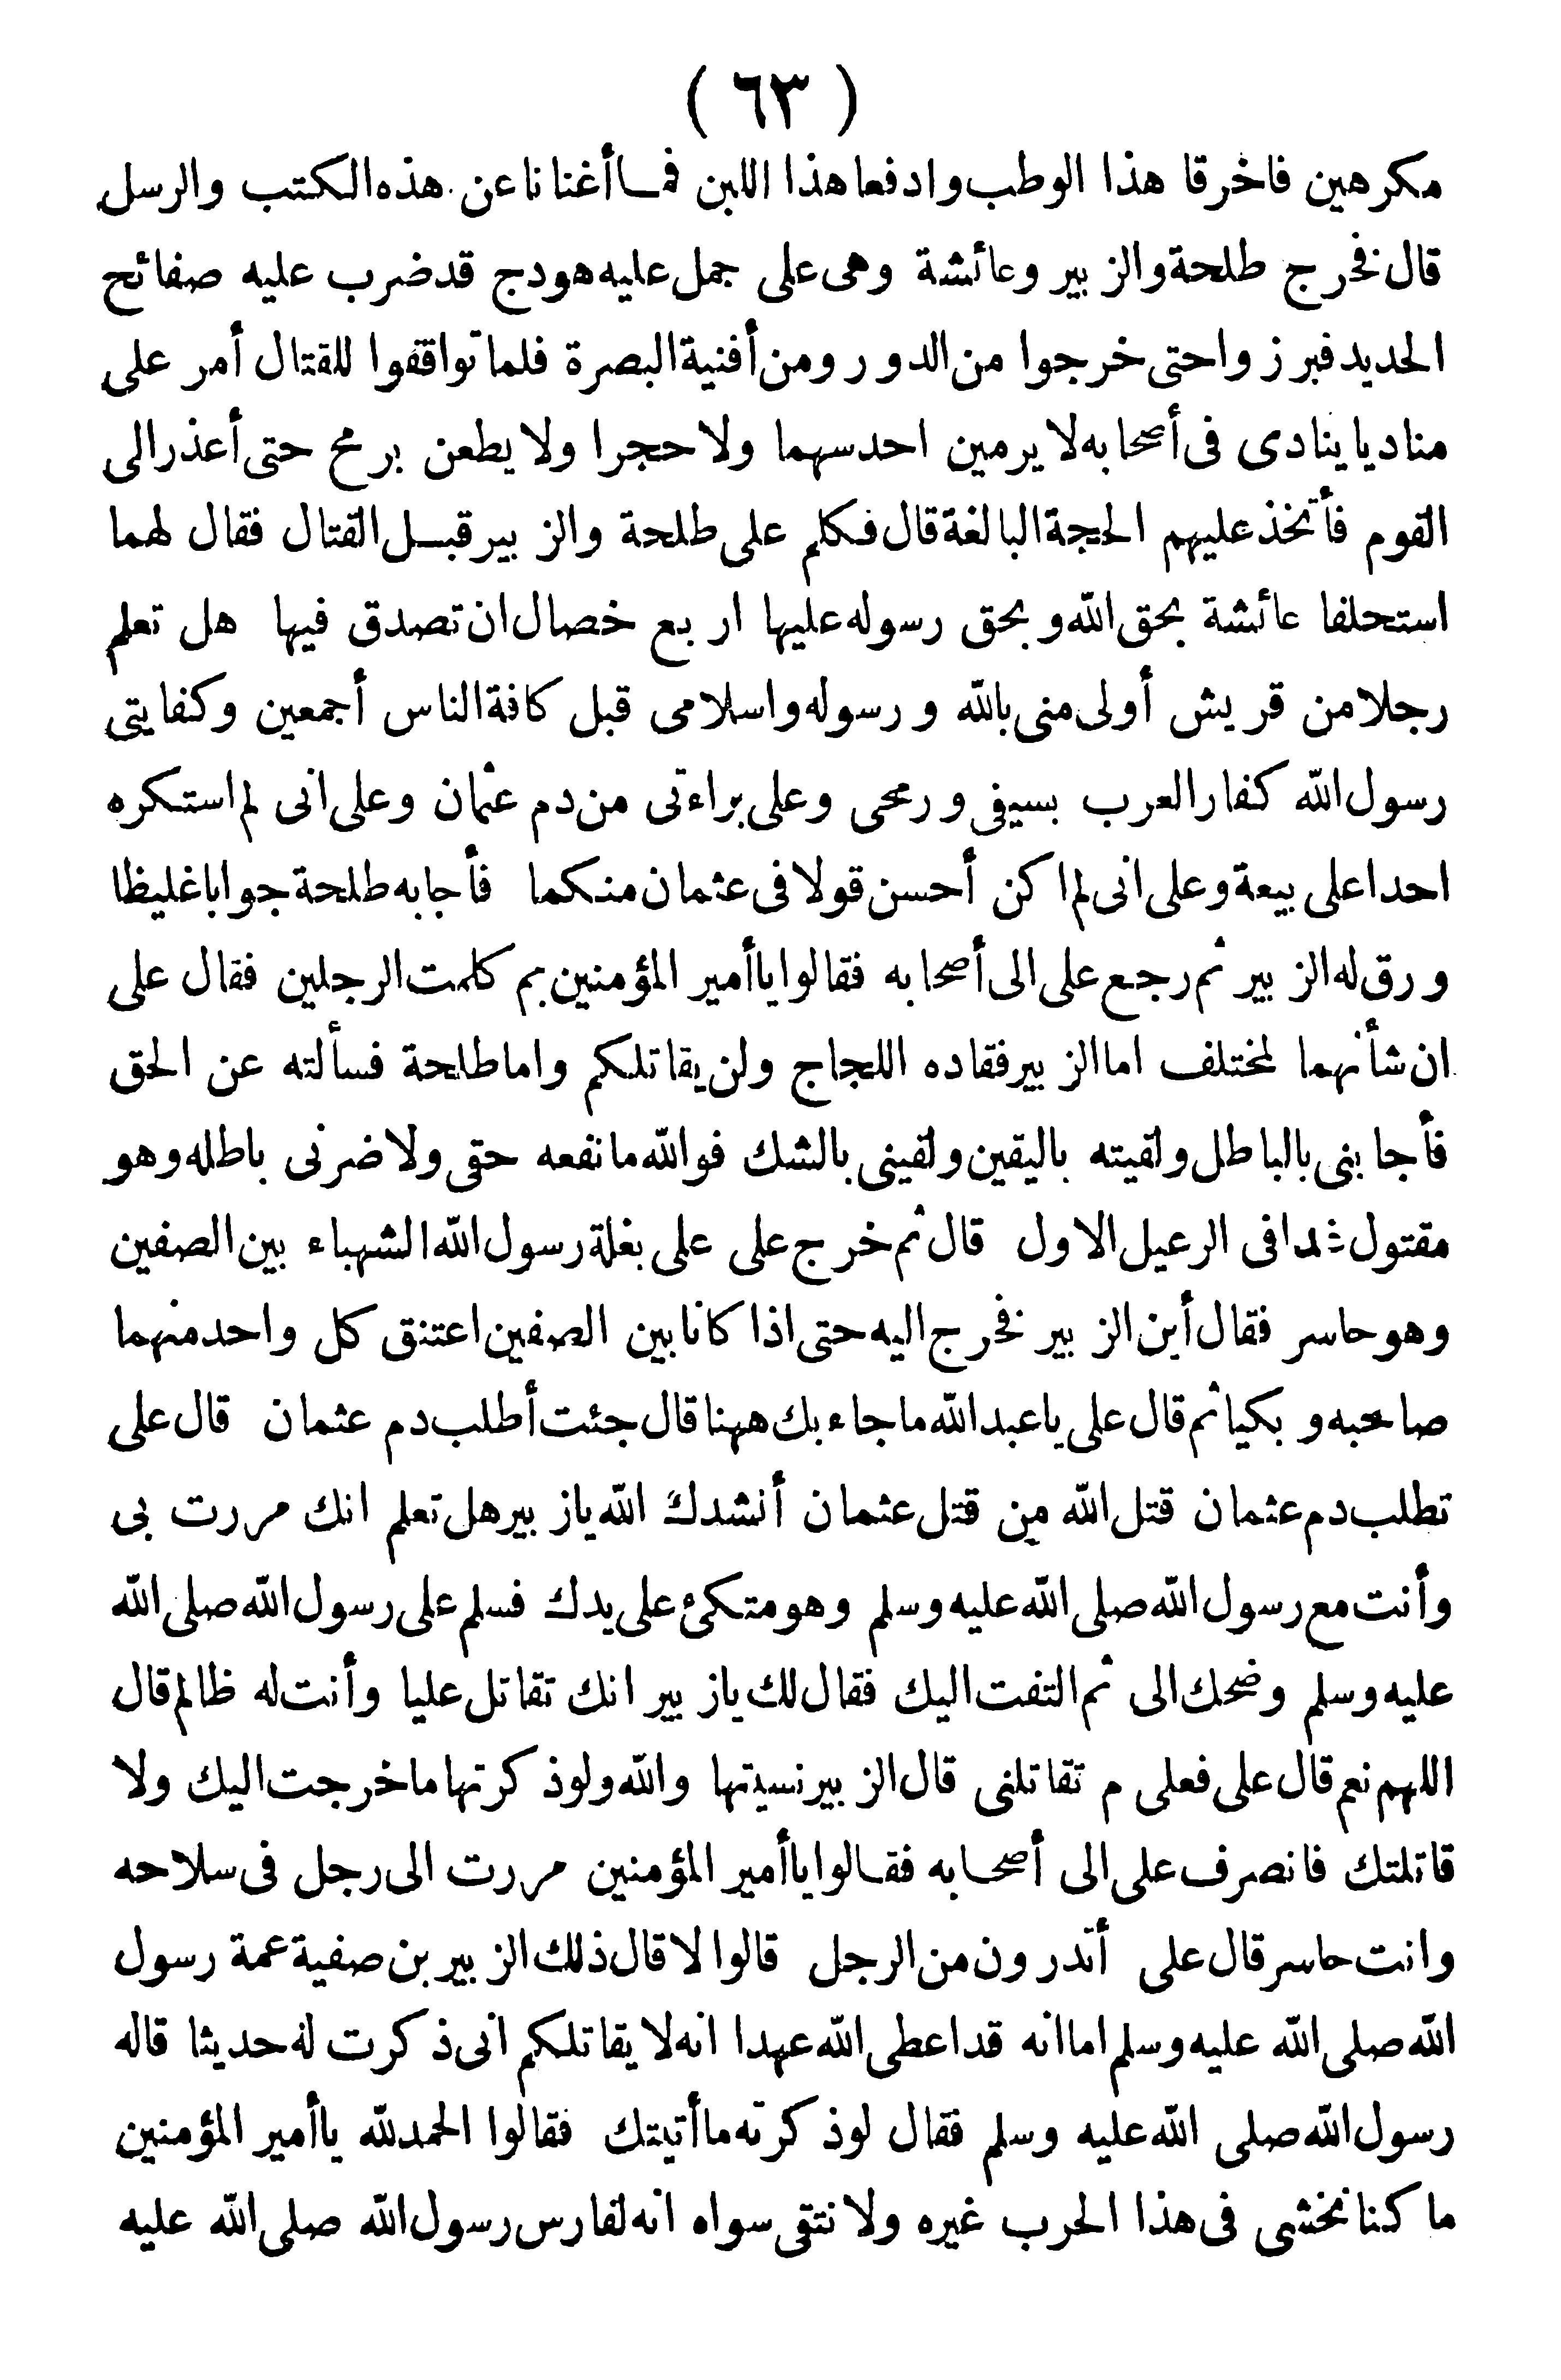 ( ٦٣ )
مكرهين فاخرقا هذا الوطب وادفعا هذا اللبن فما أغنانا عن هذه الكتب والرسل
قال فخرج طلحة والزبير وعائشة وهى على جمل عليه هودج قد ضرب عليه صفائح
الحديد فبرزوا حتى خرجوا من الدور ومن أفنية البصرة فلما تواقفوا للقتال أمر على
مناديا ينادى فى أصحابه لا يرمين احد سهما ولا حجرا ولا يطعن برمح حتى أعذر الى
القوم فأتخذ عليهم الحجة البالغة قال فكلم على طلحة والزبير قبل القتال فقال لهما
استحلفا عائشة بحق الله وبحق رسوله عليها اربع خصال ان تصدق فيها هل تعلم
رجلا من قريش أولى منى بالله ورسوله واسلامى قبل كافة الناس أجمعين وكفايتى
رسول الله كفار العرب بسيفى ورمحى وعلى براءتى من دم عثمان وعلى انى لم استكره
احدا على بيعة وعلى انى لم اكن أحسن قولا فى عثمان منكما فأجابه طلحة جوابا غليظا
ورق له الزبير ثم رجع على الى أصحابه فقالوا يا أمير المؤمنين بم كلمت الرجلين فقال على
ان شأنهما لمختلف اما الزبير فقاده اللجاج ولن يقاتلكم واما طلحة فسألته عن الحق
فأجابنى بالباطل ولقيته باليقين ولقينى بالشك فوالله ما نفعه حقى ولا ضرنى باطله وهو
مقتول غدا فى الرعيل الاول قال ثم خرج على على بغلة رسول الله الشهباء بين الصفين
وهو حاسر فقال أين الزبير فخرج اليه حتى اذا كانا بين الصفين اعتنق كل واحد منهما
صاحبه وبكيا ثم قال على يا عبد الله ما جاء بك ههنا قال جئت أطلب دم عثمان قال على
تطلب دم عثمان قتل الله من قتل عثمان أنشدك الله يا زبير هل تعلم انك مررت بى
وأنت مع رسول الله صلى الله عليه وسلم وهو متكئ على يدك فسلم على رسول الله صلى الله
عليه وسلم وضحك الى ثم التفت اليك فقال لك يا زبير انك تقاتل عليا وأنت له ظالم قال
اللهم نعم قال على فعلى م تقاتلنى قال الزبير نسيتها والله ولو ذكرتها ما خرجت اليك ولا
قاتلتك فانصرف على الى أصحابه فقالوا يا أمير المؤمنين مررت الى رجل فى سلاحه
وانت حاسر قال على أتدرون من الرجل قالوا لا قال ذلك الزبير بن صفية عمة رسول
الله صلى الله عليه وسلم اما انه قد اعطى الله عهدا انه لا يقاتلكم انى ذكرت له حديثا قاله
رسول الله صلى الله عليه وسلم فقال لو ذكرته ما أتيتك فقالوا الحمد لله يا أمير المؤمنين
ما كنا نخشى فى هذا الحرب غيره ولا نتقى سواه انه لفارس رسول الله صلى الله عليه